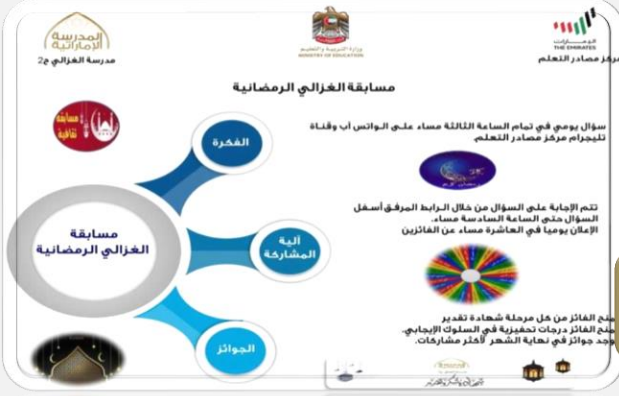 المدرسة
الإماراتية
مدرسة الغزالي ح2
وزارة التربية والتعليم
MINISTRY OF EDUCATION
الإمــــارات
THE EMIRATES
مركز مصادر التعلم
مسابقة الغزالي الرمضانية
مسابقة
ثقافية
الفكرة
سؤال يومي في تمام الساعة الثالثة مساء على الواتس آب وقناة
تليجرام مركز مصادر التعلم.
رمضان كريم
مسابقة
الغزالي الرمضانية
آلية
المشاركة
تتم الإجابة على السؤال من خلال الرابط المرفق أسفل
السؤال حتى الساعة السادسة مساء.
الإعلان يوميا في العاشرة مساء عن الفائزين
الجوائز
منح الفائز من كل مرحلة شهادة تقدير
منح الفائز درجات تحفيزية في السلوك الإيجابي.
وجد جوائز في نهاية الشهر لأكثر مشاركات.